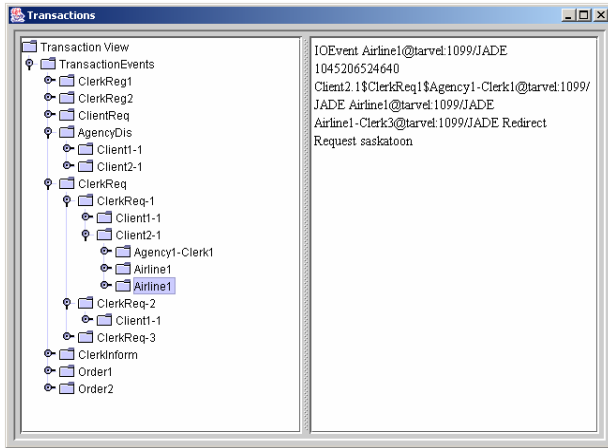 Transactions
Transaction View
TransactionEvents
ClerkReg1
ClerkReg2
ClientReq
AgencyDis
Client1-1
Client2-1
ClerkReq
ClerkReq-1
Client1-1
Client2-1
Agency1-Clerk1
Airline1
Airline1
ClerkReq-2
Client1-1
ClerkReq-3
ClerkInform
Order1
Order2
IOEvent Airline1@tarvel:1099/JADE
1045206524640
Client2.1$ClerkReq1$Agency1-Clerk1@tarvel:1099/
JADE Airline1@tarvel:1099/JADE
Airline1-Clerk3@tarvel:1099/JADE Redirect
Request saskatoon